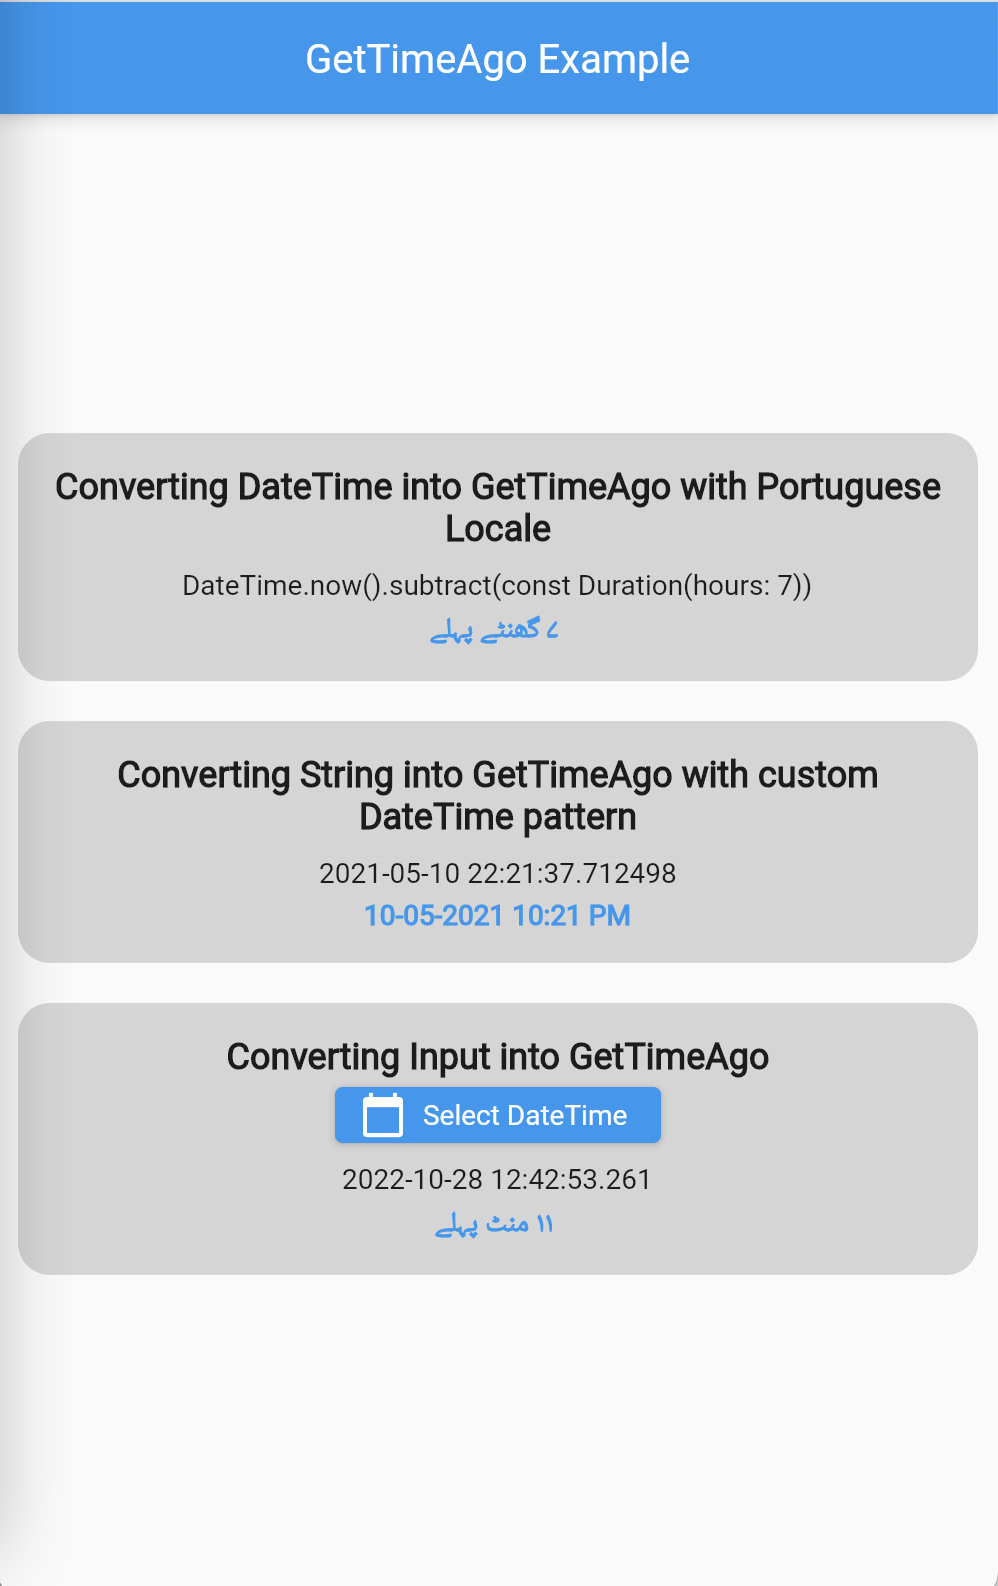 GetTimeAgo Example
Converting DateTime into GetTimeAgo with Portuguese
Locale
DateTime.now().subtract(const Duration(hours: 7))
۷ گھنٹے پہلے
Converting String into GetTimeAgo with custom
DateTime pattern
2021-05-10 22:21:37.712498
10-05-2021 10:21 PM
Converting Input into GetTimeAgo
Select DateTime
2022-10-28 12:42:53.261
۱۱ منٹ پہلے